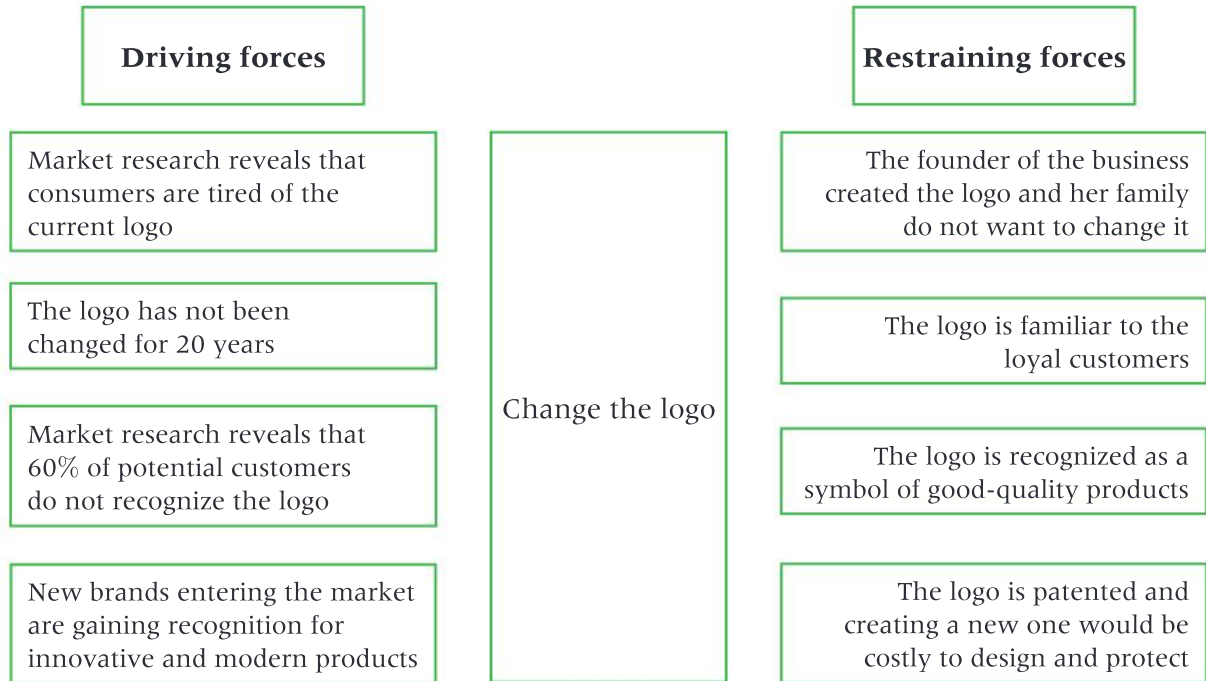 Driving forces
Market research reveals that
consumers are tired of the
current logo
The logo has not been
changed for 20 years
Market research reveals that
60% of potential customers
do not recognize the logo
New brands entering the market
are gaining recognition for
innovative and modern products
Change the logo
Restraining forces
The founder of the business
created the logo and her family
do not want to change it
The logo is familiar to the
loyal customers
The logo is recognized as a
symbol of good-quality products
The logo is patented and
creating a new one would be
costly to design and protect